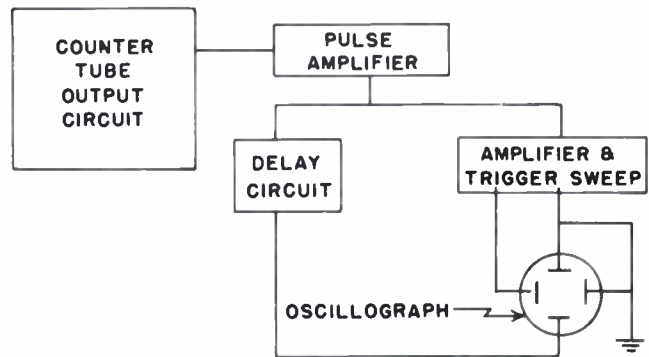 COUNTER
TUBE
OUTPUT
CIRCUIT
PULSE
AMPLIFIER
DELAY
CIRCUIT
AMPLIFIER &
TRIGGER SWEEP
OSCILLOGRAPH